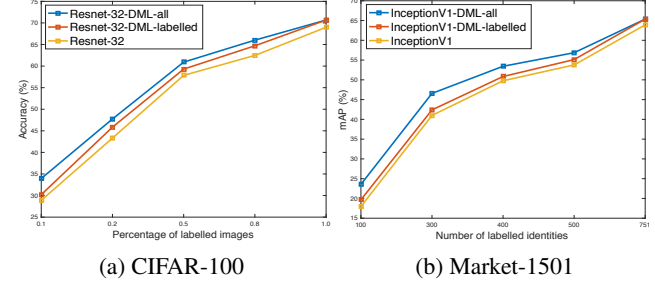 75
70
65
60
55
50
45
40
35
30
25
Accuracy (%)
Resnet-32-DML-all
Resnet-32-DML-labelled
Resnet-32
0.1 0.2 0.5 0.8 1.0
Percentage of labelled images
(a) CIFAR-100
70
65
60
55
50
45
40
35
30
25
20
15
mAP (%)
InceptionV1-DML-all
InceptionV1-DML-labelled
InceptionV1
100 300 400 500 751
Number of labelled identities
(b) Market-1501